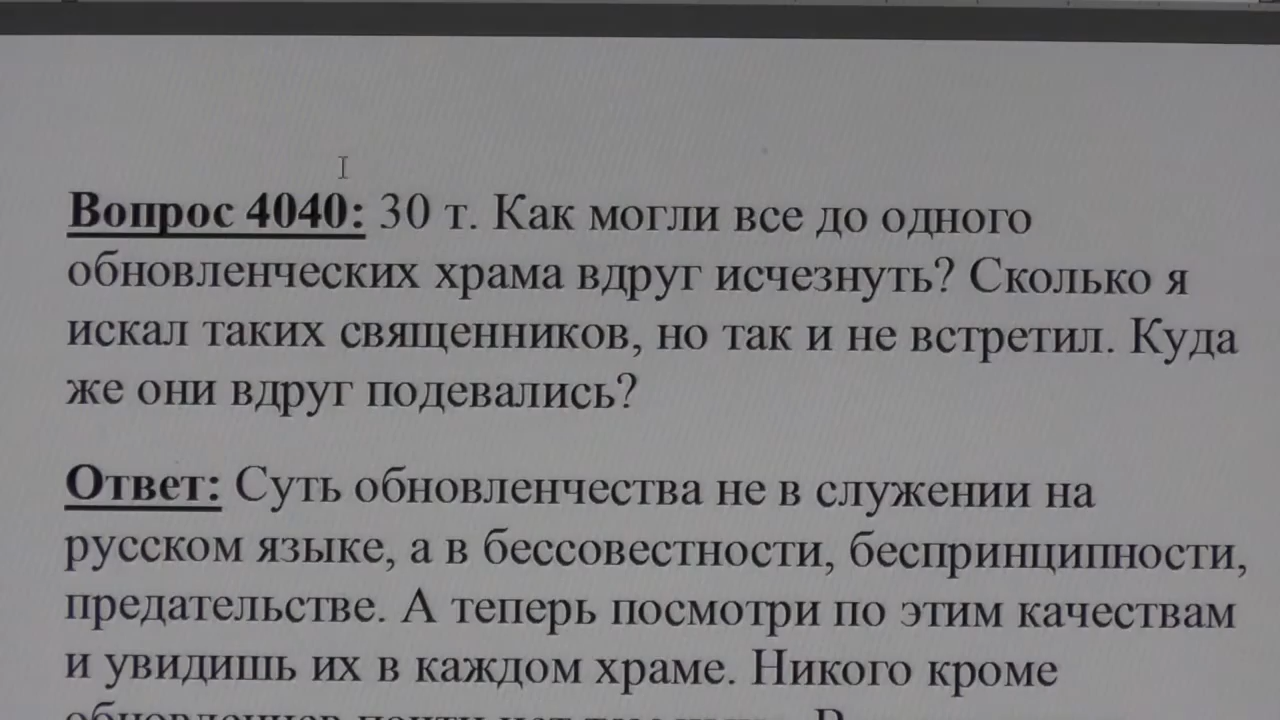 Вопрос 4040: 30 т. Как могли все до одного
обновленческих храма вдруг исчезнуть? Сколько я
искал таких священников, но так и не встретил. Куда
же они вдруг подевались?
Ответ: Суть обновленчества не в служении на
русском языке, а в бессовестности, беспринципности,
предательстве. А теперь посмотри по этим качествам
и увидишь их в каждом храме. Никого кроме